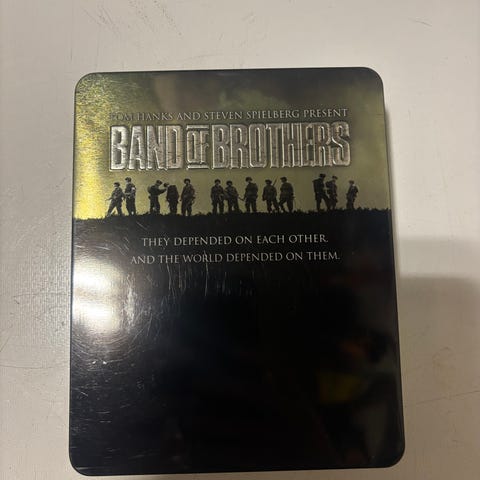 TOM HANKS AND STEVEN SPIELBERG PRESENT
BAND OF BROTHERS
THEY DEPENDED ON EACH OTHER.
AND THE WORLD DEPENDED ON THEM.